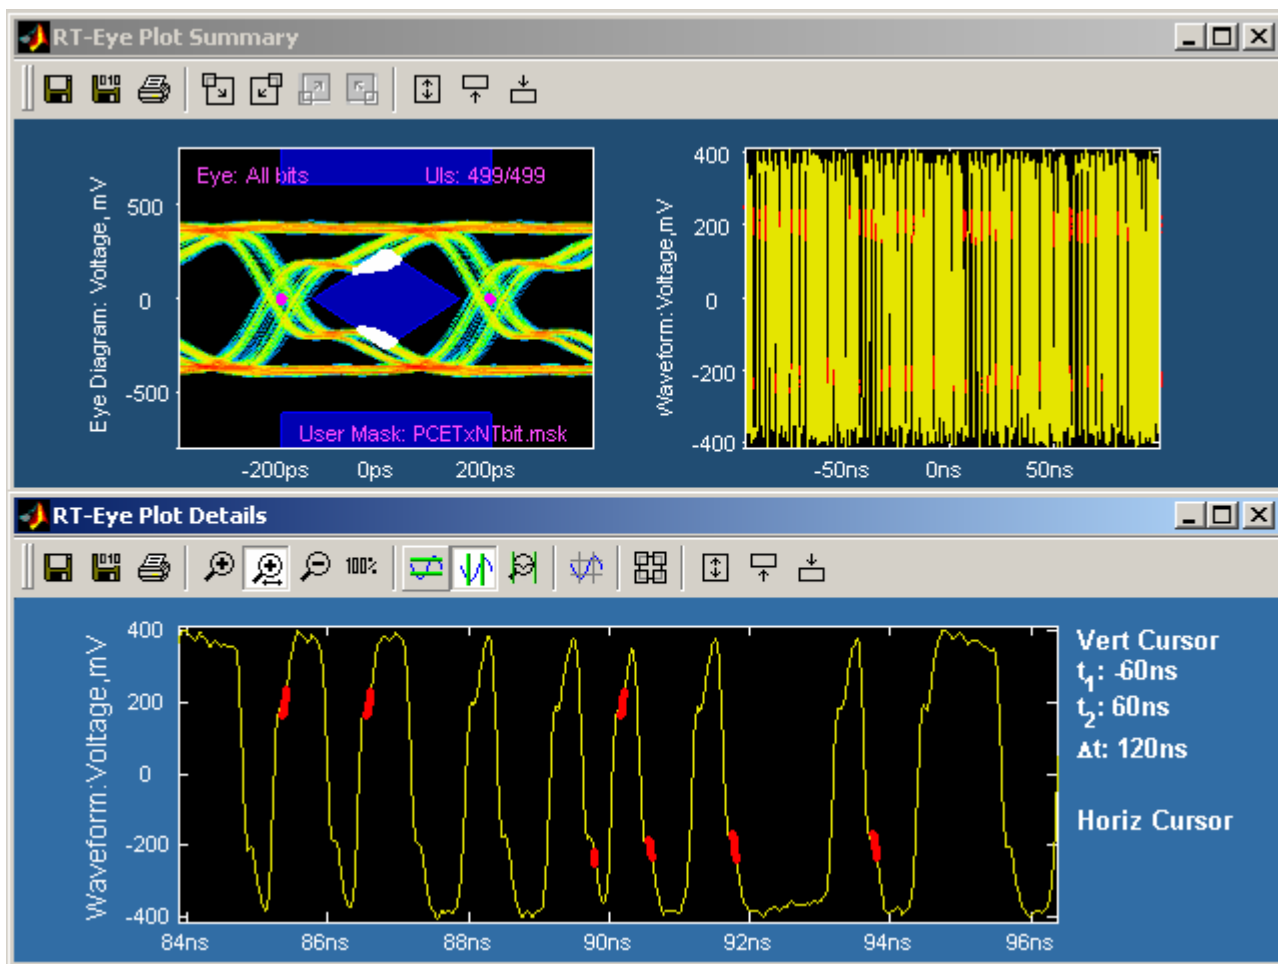 RT-Eye Plot Summary
Eye Diagram: Voltage, mV
500
0
-500
Eye: All bits
UIs: 499/499
User Mask: PCETxNTbit.msk
-200ps
0ps
200ps
Waveform:Voltage,mV
400
200
0
-200
-400
-50ns
0ns
50ns
RT-Eye Plot Details
100%
Waveform:Voltage,mV
400
200
0
-200
-400
84ns
86ns
88ns
90ns
92ns
94ns
96ns
Vert Cursor
t1: -60ns
t2: 60ns
Δt: 120ns
Horiz Cursor